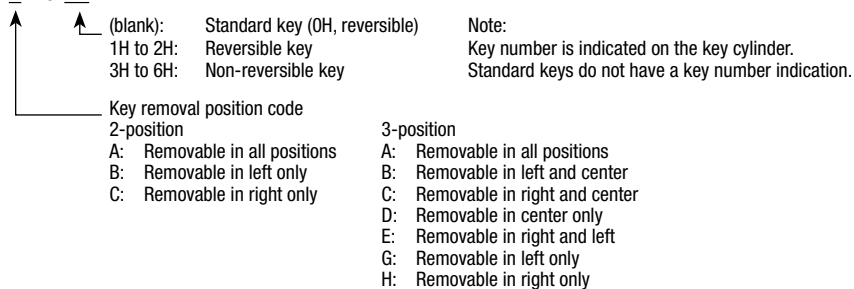 (blank): Standard key (0H, reversible)
1H to 2H: Reversible key
3H to 6H: Non-reversible key
Note:
Key number is indicated on the key cylinder.
Standard keys do not have a key number indication.
Key removal position code
2-position
A: Removable in all positions
B: Removable in left only
C: Removable in right only
3-position
A: Removable in all positions
B: Removable in left and center
C: Removable in right and center
D: Removable in center only
E: Removable in right and left
G: Removable in left only
H: Removable in right only